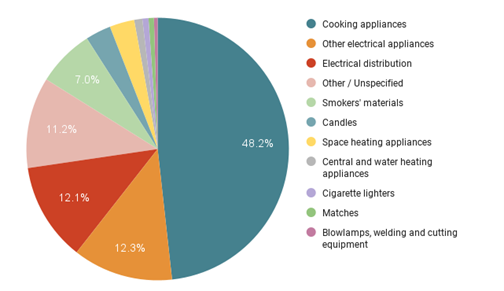 Cooking appliances
Other electrical appliances
Electrical distribution
Other / Unspecified
Smokers' materials
Candles
Space heating appliances
Central and water heating
appliances
Cigarette lighters
Matches
Blowlamps, welding and cutting
equipment
48.2%
12.3%
12.1%
11.2%
7.0%